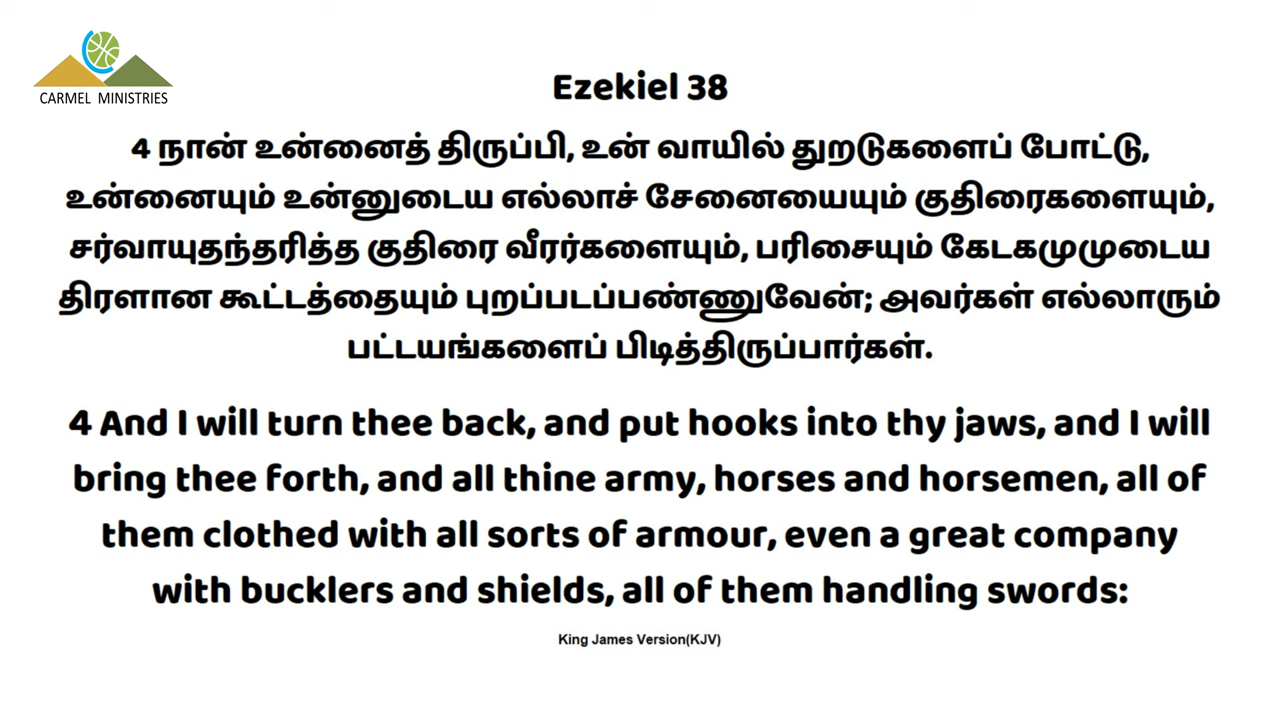 CARMEL MINISTRIES
Ezekiel 38
4 நான் உன்னைத் திருப்பி, உன் வாயில் துறடுகளைப் போட்டு,
உன்னையும் உன்னுடைய எல்லாச் சேனையையும் குதிரைகளையும்,
சர்வாயுதந்தரித்த குதிரை வீரர்களையும், பரிசையும் கேடகமுமுடைய
திரளான கூட்டத்தையும் புறப்படப்பண்ணுவேன்; அவர்கள் எல்லாரும்
பட்டயங்களைப் பிடித்திருப்பார்கள்.
4 And I will turn thee back, and put hooks into thy jaws, and I will
bring thee forth, and all thine army, horses and horsemen, all of
them clothed with all sorts of armour, even a great company
with bucklers and shields, all of them handling swords:
King James Version(KJV)